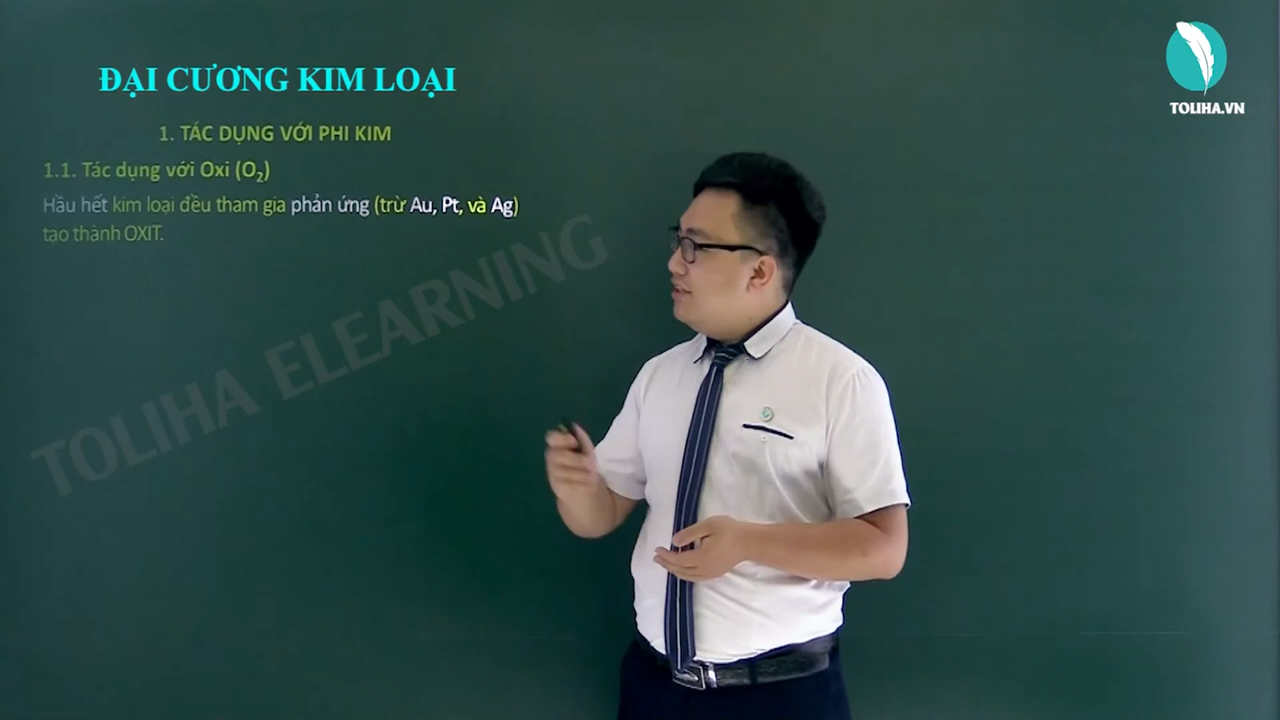 ĐẠI CƯƠNG KIM LOẠI
TOLIHA.VN
1. TÁC DỤNG VỚI PHI KIM
1.1. Tác dụng với Oxi (O₂)
Hầu hết kim loại đều tham gia phản ứng (trừ Au, Pt, và Ag)
tạo thành OXIT.
TOLIHA ELEARNING